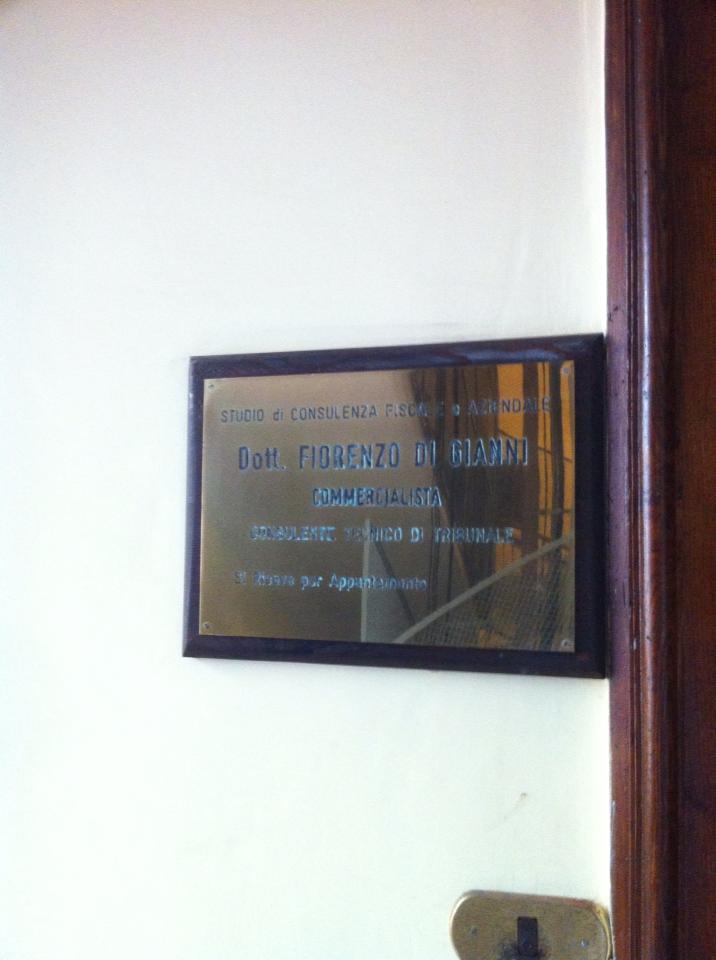 STUDIO di CONSULENZA FISCALE e AZIENDALE
Dott. FIORENZO DI GIANNI
COMMERCIALISTA
CONSULENTE TECNICO DI TRIBUNALE
Si Riceve per Appuntamento